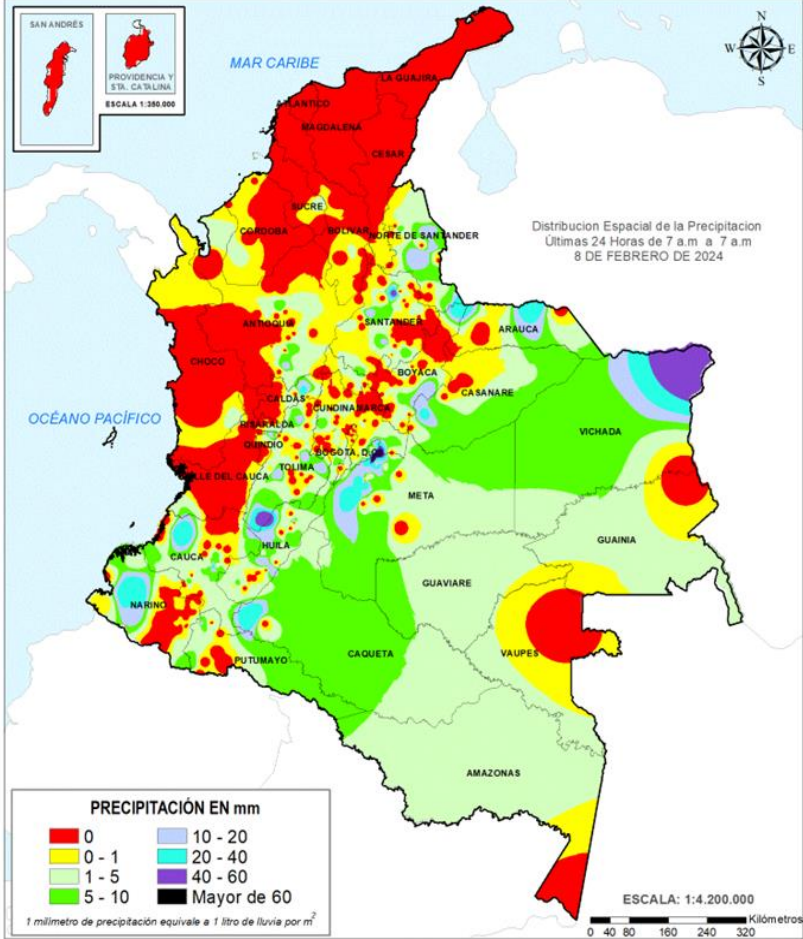 SAN ANDRÉS
PROVIDENCIA Y
STA. CATALINA
ESCALA 1:350.000
N
W
E
S
MAR CARIBE
LA GUAJIRA
ATLANTICO
MAGDALENA
CESAR
SUCRE
CORDOBA
BOLIVAR
NORTE DE SANTANDER
Distribucion Espacial de la Precipitacion
Últimas 24 Horas de 7 a.m a 7 a.m
8 DE FEBRERO DE 2024
ANTIOQUIA
SANTANDER
ARAUCA
CHOCO
BOYACA
CASANARE
CALDAS
CUNDINAMARCA
OCÉANO PACÍFICO
RISARALDA
VICHADA
QUINDIO
BOGOTA, D.C.
TOLIMA
VALLE DEL CAUCA
META
GUAINIA
HUILA
CAUCA
GUAVIARE
NARIÑO
VAUPES
CAQUETA
PUTUMAYO
AMAZONAS
PRECIPITACIÓN EN mm
0
10 - 20
0 - 1
20 - 40
1 - 5
40 - 60
5 - 10
Mayor de 60
1 milimetro de precipitación equivale a 1 litro de lluvia por m²
ESCALA: 1:4.200.000
Kilómetros
0 40 80 160 240 320